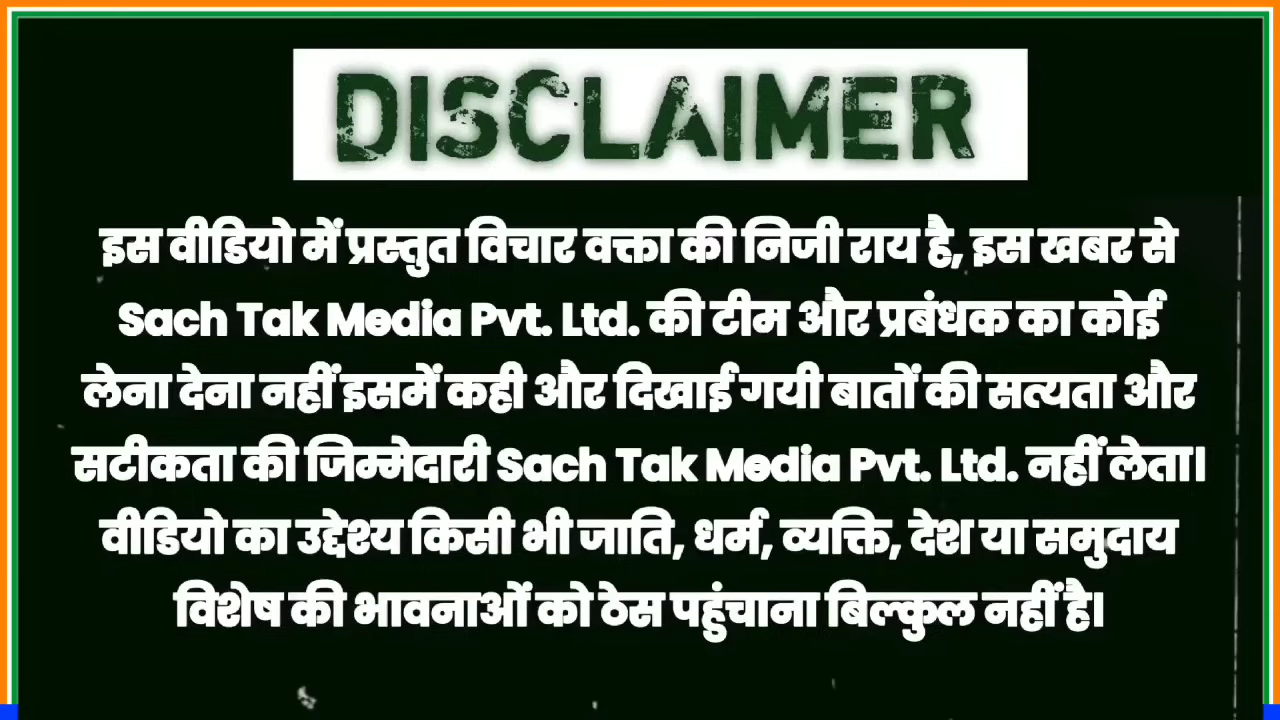 DISCLAIMER
इस वीडियो में प्रस्तुत विचार वक्ता की निजी राय है, इस खबर से
Sach Tak Media Pvt. Ltd. की टीम और प्रबंधक का कोई
लेना देना नहीं इसमें कही और दिखाई गयी बातों की सत्यता और
सटीकता की जिम्मेदारी Sach Tak Media Pvt. Ltd. नहीं लेता।
वीडियो का उद्देश्य किसी भी जाति, धर्म, व्यक्ति, देश या समुदाय
विशेष की भावनाओं को ठेस पहुंचाना बिल्कुल नहीं है।